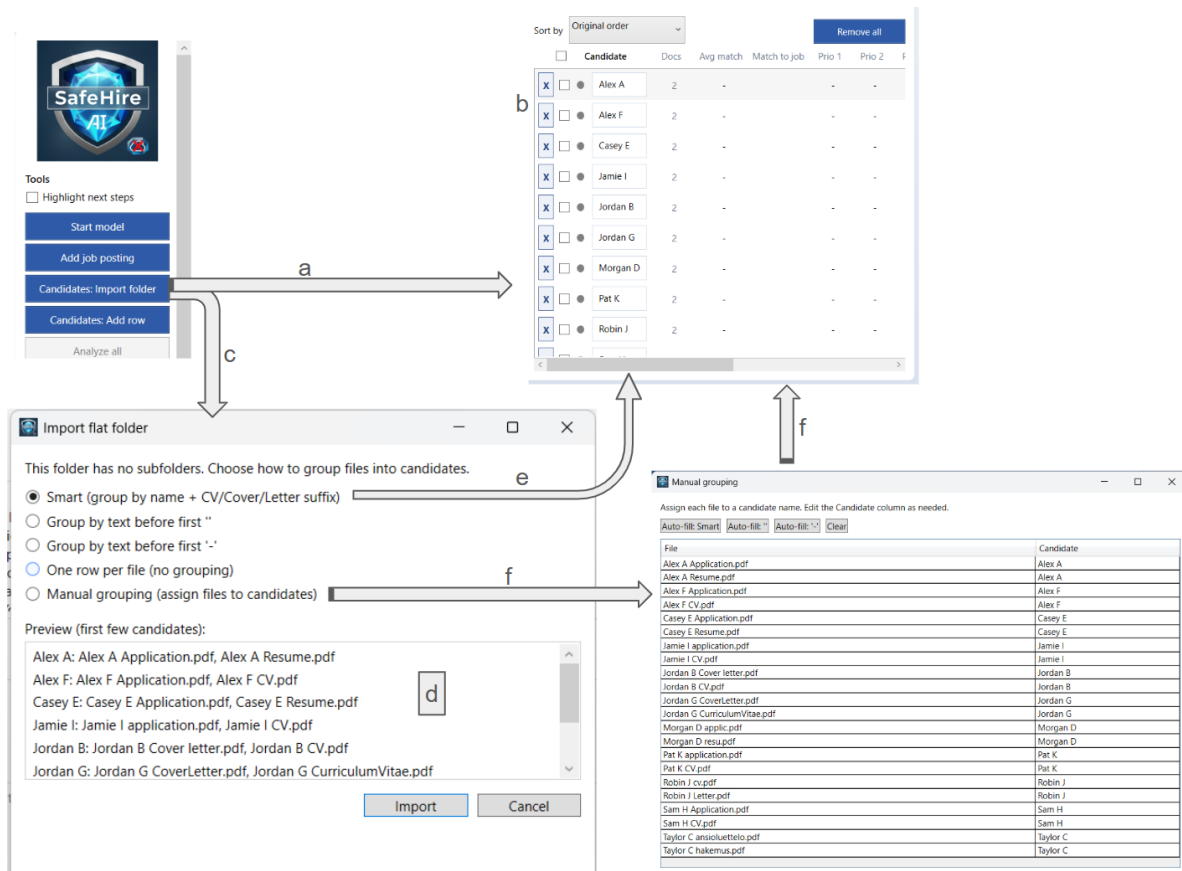 SafeHire
AI
Tools
Highlight next steps
Start model
Add job posting
Candidates: Import folder
Candidates: Add row
Analyze all
a
c
b
Sort by Original order
Remove all
Candidate Docs Avg match Match to job Prio 1 Prio 2
X Alex A 2 - - -
X Alex F 2 - - -
X Casey E 2 - - -
X Jamie I 2 - - -
X Jordan B 2 - - -
X Jordan G 2 - - -
X Morgan D 2 - - -
X Pat K 2 - - -
X Robin J 2 - - -
Import flat folder
This folder has no subfolders. Choose how to group files into candidates.
Smart (group by name + CV/Cover/Letter suffix)
Group by text before first ''
Group by text before first '-'
One row per file (no grouping)
Manual grouping (assign files to candidates)
e
f
f
Preview (first few candidates):
Alex A: Alex A Application.pdf, Alex A Resume.pdf
Alex F: Alex F Application.pdf, Alex F CV.pdf
Casey E: Casey E Application.pdf, Casey E Resume.pdf
Jamie I: Jamie I application.pdf, Jamie I CV.pdf
Jordan B: Jordan B Cover letter.pdf, Jordan B CV.pdf
Jordan G: Jordan G CoverLetter.pdf, Jordan G CurriculumVitae.pdf
d
Import Cancel
Manual grouping
Assign each file to a candidate name. Edit the Candidate column as needed.
Auto-fill: Smart Auto-fill: '' Auto-fill: '-' Clear
File Candidate
Alex A Application.pdf Alex A
Alex A Resume.pdf Alex A
Alex F Application.pdf Alex F
Alex F CV.pdf Alex F
Casey E Application.pdf Casey E
Casey E Resume.pdf Casey E
Jamie I application.pdf Jamie I
Jamie I CV.pdf Jamie I
Jordan B Cover letter.pdf Jordan B
Jordan B CV.pdf Jordan B
Jordan G CoverLetter.pdf Jordan G
Jordan G CurriculumVitae.pdf Jordan G
Morgan D applic.pdf Morgan D
Morgan D resu.pdf Morgan D
Pat K application.pdf Pat K
Pat K CV.pdf Pat K
Robin J cv.pdf Robin J
Robin J Letter.pdf Robin J
Sam H Application.pdf Sam H
Sam H CV.pdf Sam H
Taylor C ansioluettelo.pdf Taylor C
Taylor C hakemus.pdf Taylor C